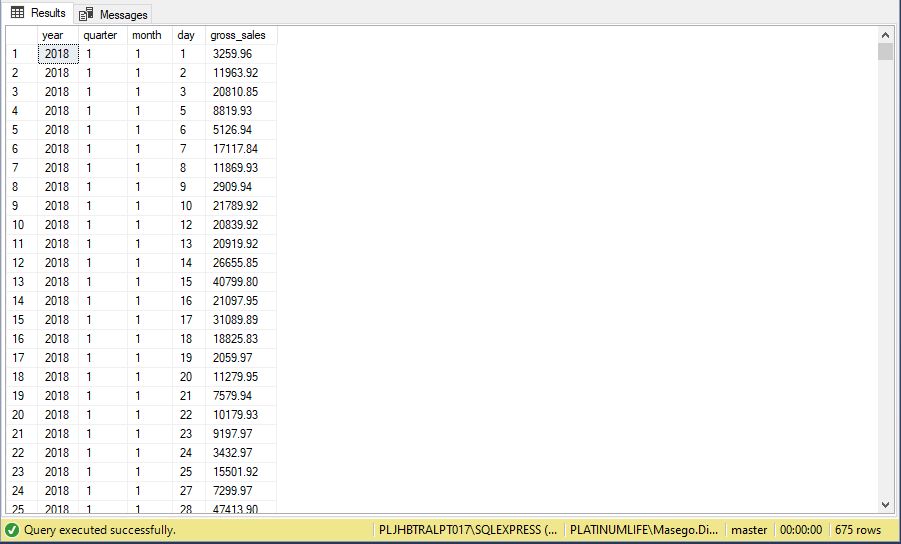 Results Messages
year quarter month day gross_sales
1 2018 1 1 1 3259.96
2 2018 1 1 2 11963.92
3 2018 1 1 3 20810.85
4 2018 1 1 5 8819.93
5 2018 1 1 6 5126.94
6 2018 1 1 7 17117.84
7 2018 1 1 8 11869.93
8 2018 1 1 9 2909.94
9 2018 1 1 10 21789.92
10 2018 1 1 12 20839.92
11 2018 1 1 13 20919.92
12 2018 1 1 14 26655.85
13 2018 1 1 15 40799.80
14 2018 1 1 16 21097.95
15 2018 1 1 17 31089.89
16 2018 1 1 18 18825.83
17 2018 1 1 19 2059.97
18 2018 1 1 20 11279.95
19 2018 1 1 21 7579.94
20 2018 1 1 22 10179.93
21 2018 1 1 23 9197.97
22 2018 1 1 24 3432.97
23 2018 1 1 25 15501.92
24 2018 1 1 27 7299.97
25 2018 1 1 28 47413.90
Query executed successfully. PLJHBTRALPT017\SQLEXPRESS (... PLATINUMLIFE\Masego.Di... master 00:00:00 675 rows